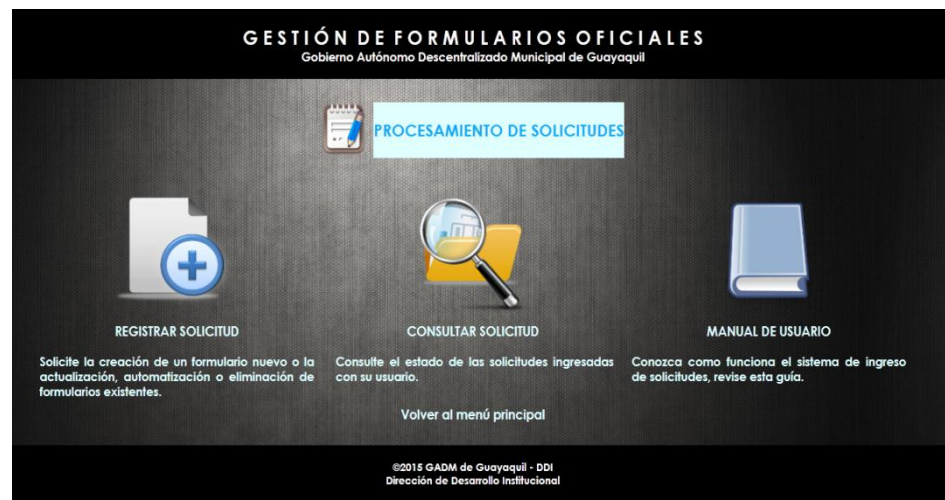 GESTIÓN DE FORMULARIOS OFICIALES
Gobierno Autónomo Descentralizado Municipal de Guayaquil
PROCESAMIENTO DE SOLICITUDES
REGISTRAR SOLICITUD
Solicite la creación de un formulario nuevo o la
actualización, automatización o eliminación de
formularios existentes.
CONSULTAR SOLICITUD
Consulte el estado de las solicitudes ingresadas
con su usuario.
MANUAL DE USUARIO
Conozca como funciona el sistema de ingreso
de solicitudes, revise esta guía.
Volver al menú principal
©2015 GADM de Guayaquil - DDI
Dirección de Desarrollo Institucional